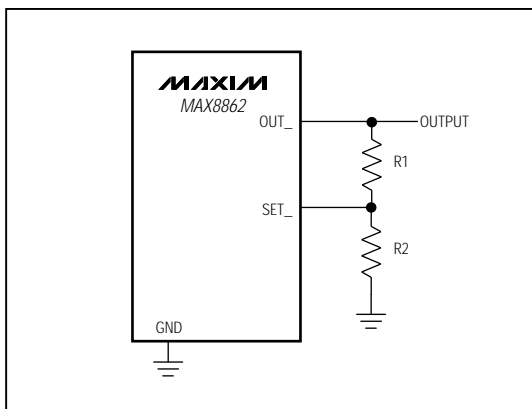 MAXIM
MAX8862
OUT_
OUTPUT
R1
SET_
R2
GND